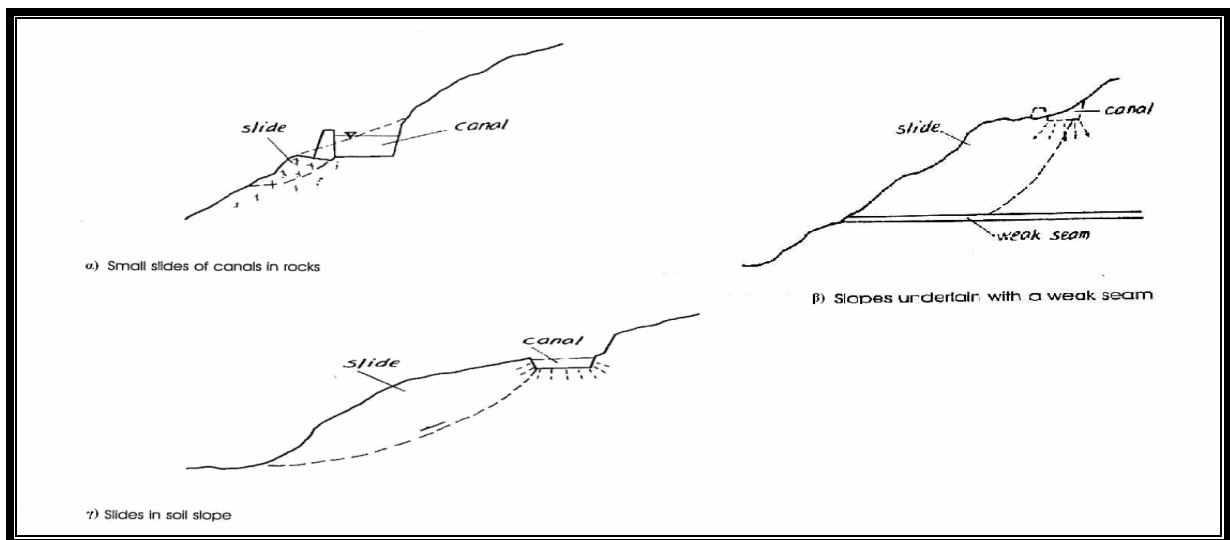 slide
canal
α) Small slides of canals in rocks
slide
canal
weak seam
β) Slopes underlain with a weak seam
canal
slide
γ) Slides in soil slope